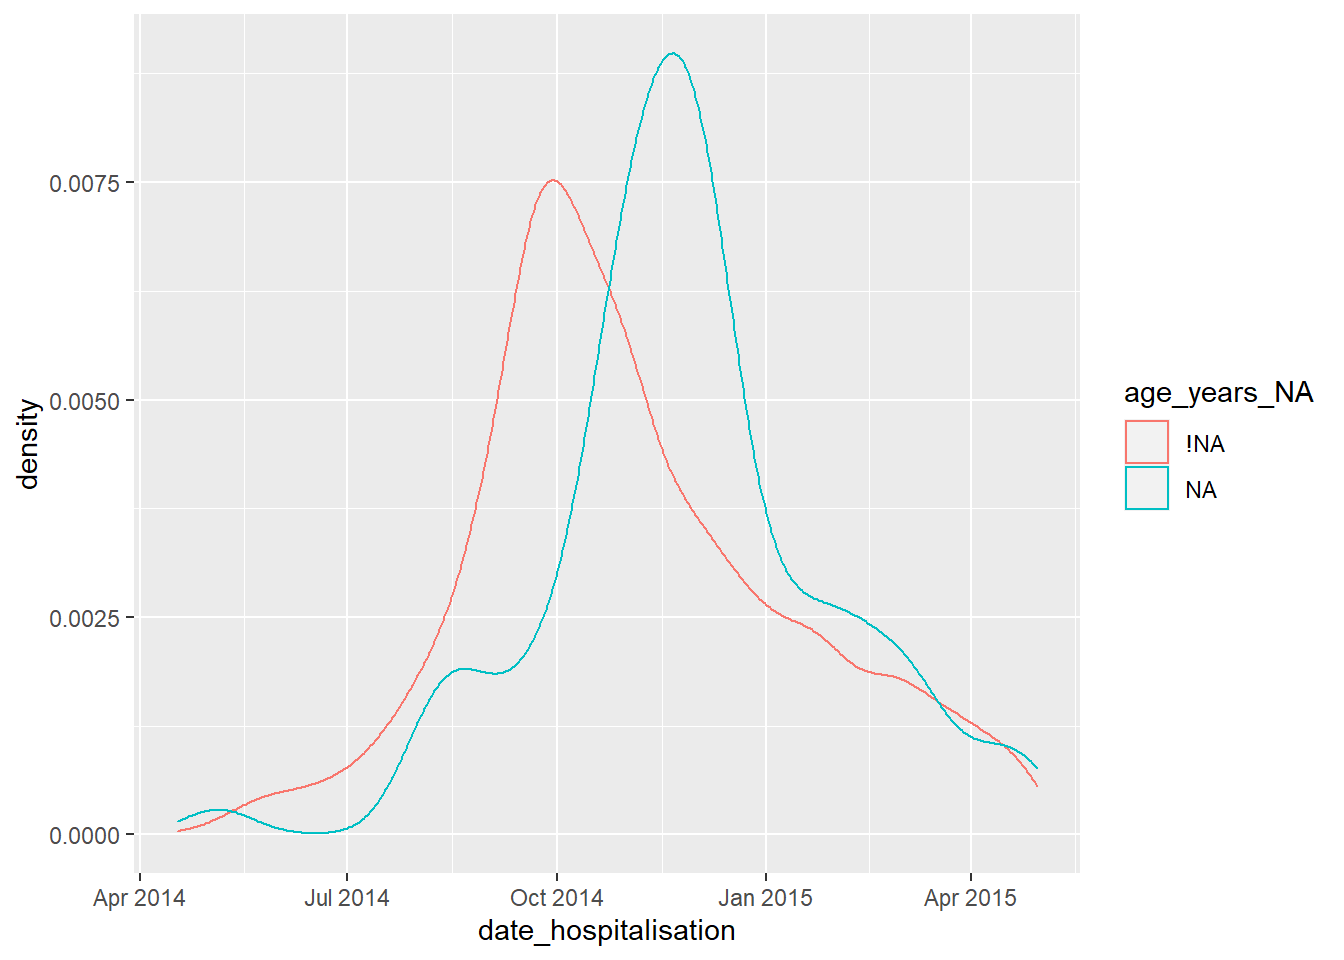 density
0.0075
0.0050
0.0025
0.0000
Apr 2014
Jul 2014
Oct 2014
Jan 2015
Apr 2015
date_hospitalisation
age_years_NA
!NA
NA